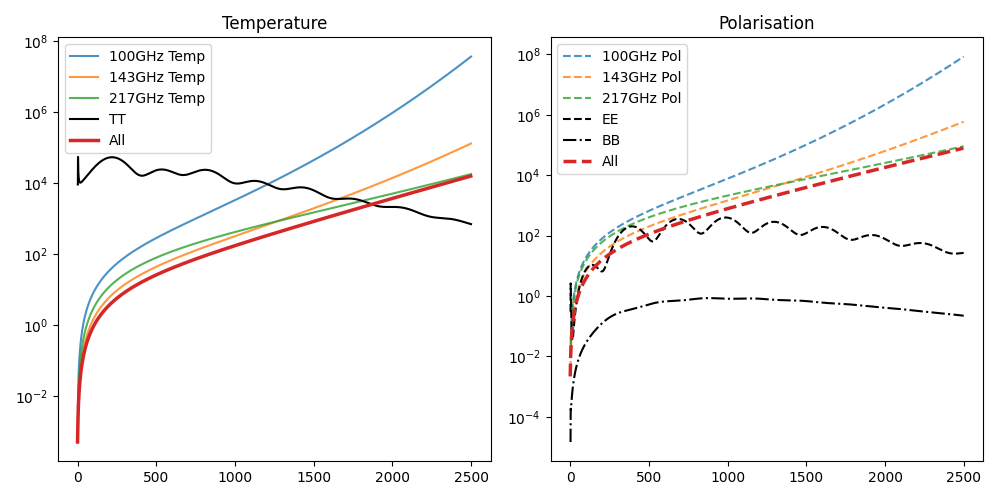 Temperature
10^8
10^6
10^4
10^2
10^0
10^−2
0 500 1000 1500 2000 2500
100GHz Temp
143GHz Temp
217GHz Temp
TT
All
Polarisation
10^8
10^6
10^4
10^2
10^0
10^−2
10^−4
0 500 1000 1500 2000 2500
100GHz Pol
143GHz Pol
217GHz Pol
EE
BB
All